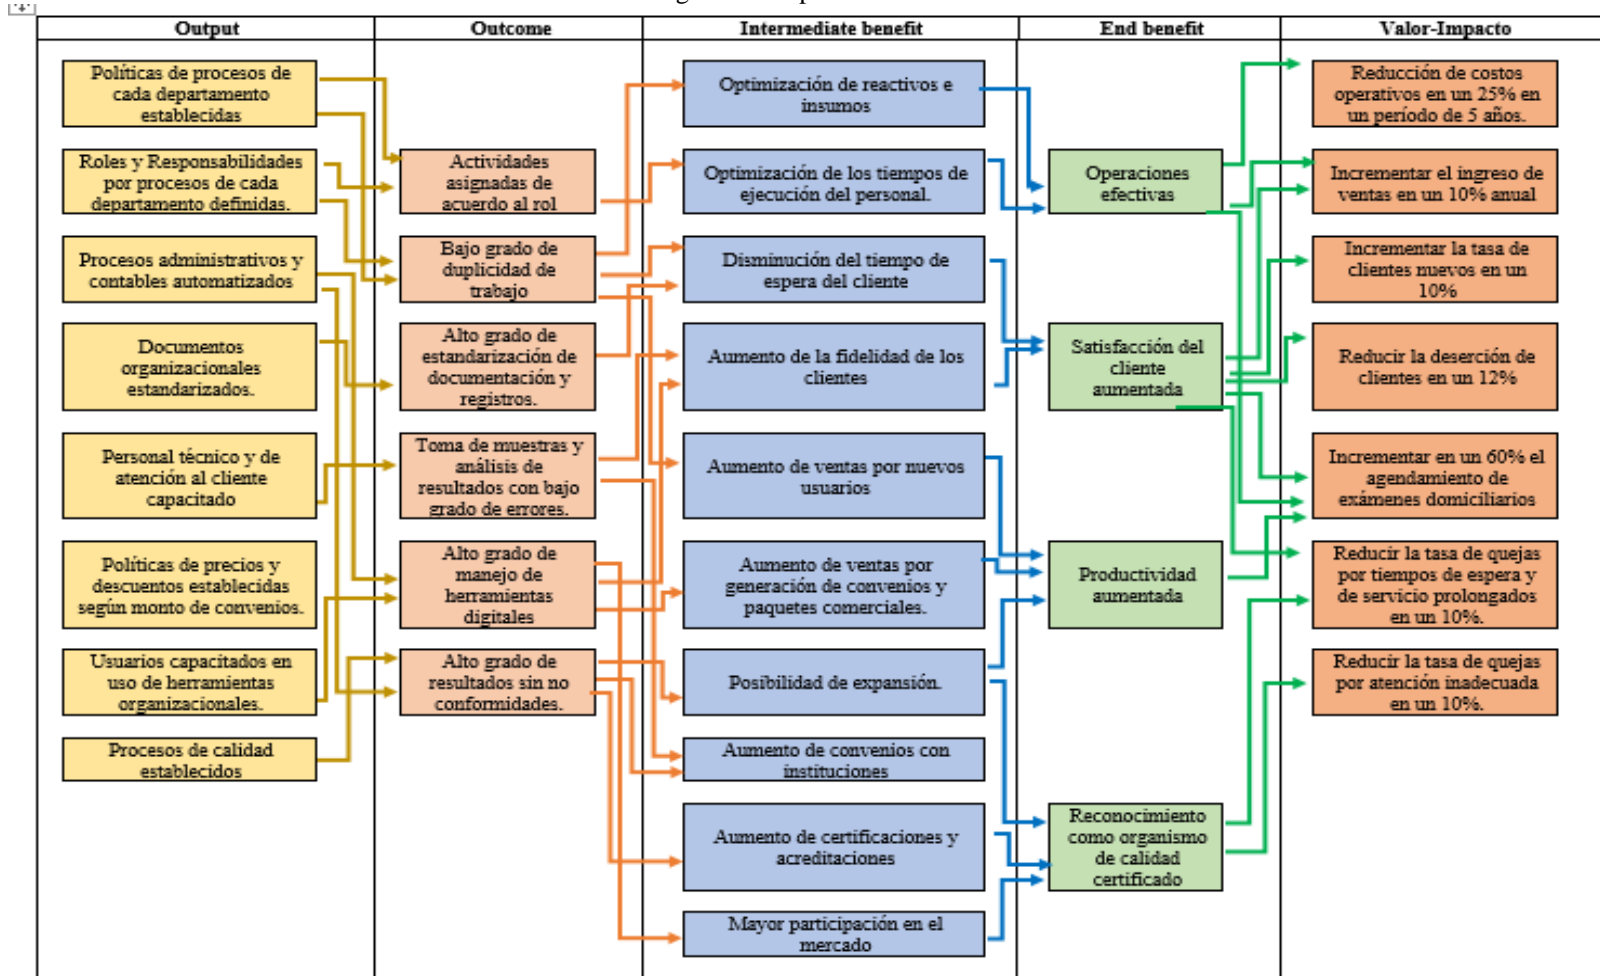 Output
Outcome
Intermediate benefit
End benefit
Valor-Impacto
Políticas de procesos de
cada departamento
establecidas
Roles y Responsabilidades
por procesos de cada
departamento definidas.
Procesos administrativos y
contables automatizados
Documentos
organizacionales
estandarizados.
Personal técnico y de
atención al cliente
capacitado
Políticas de precios y
descuentos establecidas
según monto de convenios.
Usuarios capacitados en
uso de herramientas
organizacionales.
Procesos de calidad
establecidos
Actividades
asignadas de
acuerdo al rol
Bajo grado de
duplicidad de
trabajo
Alto grado de
estandarización de
documentación y
registros.
Toma de muestras y
análisis de
resultados con bajo
grado de errores.
Alto grado de
manejo de
herramientas
digitales
Alto grado de
resultados sin no
conformidades.
Optimización de reactivos e
insumos
Optimización de los tiempos de
ejecución del personal.
Disminución del tiempo de
espera del cliente
Aumento de la fidelidad de los
clientes
Aumento de ventas por nuevos
usuarios
Aumento de ventas por
generación de convenios y
paquetes comerciales.
Posibilidad de expansión.
Aumento de convenios con
instituciones
Aumento de certificaciones y
acreditaciones
Mayor participación en el
mercado
Operaciones
efectivas
Satisfacción del
cliente
aumentada
Productividad
aumentada
Reconocimiento
como organismo
de calidad
certificado
Reducción de costos
operativos en un 25% en
un período de 5 años.
Incrementar el ingreso de
ventas en un 10% anual
Incrementar la tasa de
clientes nuevos en un
10%
Reducir la deserción de
clientes en un 12%
Incrementar en un 60% el
agendamiento de
exámenes domiciliarios
Reducir la tasa de quejas
por tiempos de espera y
de servicio prolongados
en un 10%.
Reducir la tasa de quejas
por atención inadecuada
en un 10%.